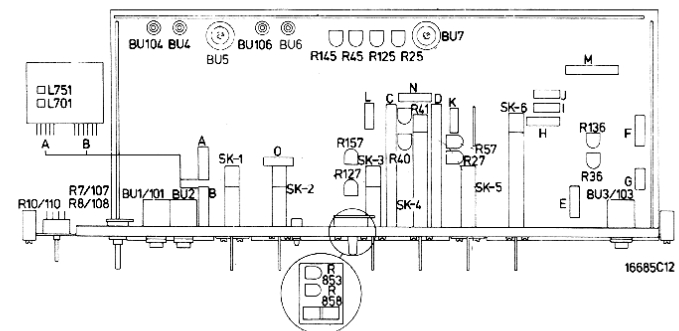 BU104 BU4 BU5 BU106 BU6 BU7
R145 R45 R125 R25
M
L751
L701
A B
N
L C R41 D K SK-6 J
I
H
R136
F
A
SK-1
O
R157
R40
R57
R27
SK-3
R127
R36
G
SK-2
SK-4
SK-5
R7/107
R8/108
R10/110
BU1/101 BU2 B
E
BU3/103
16685C12
R
853
R
858